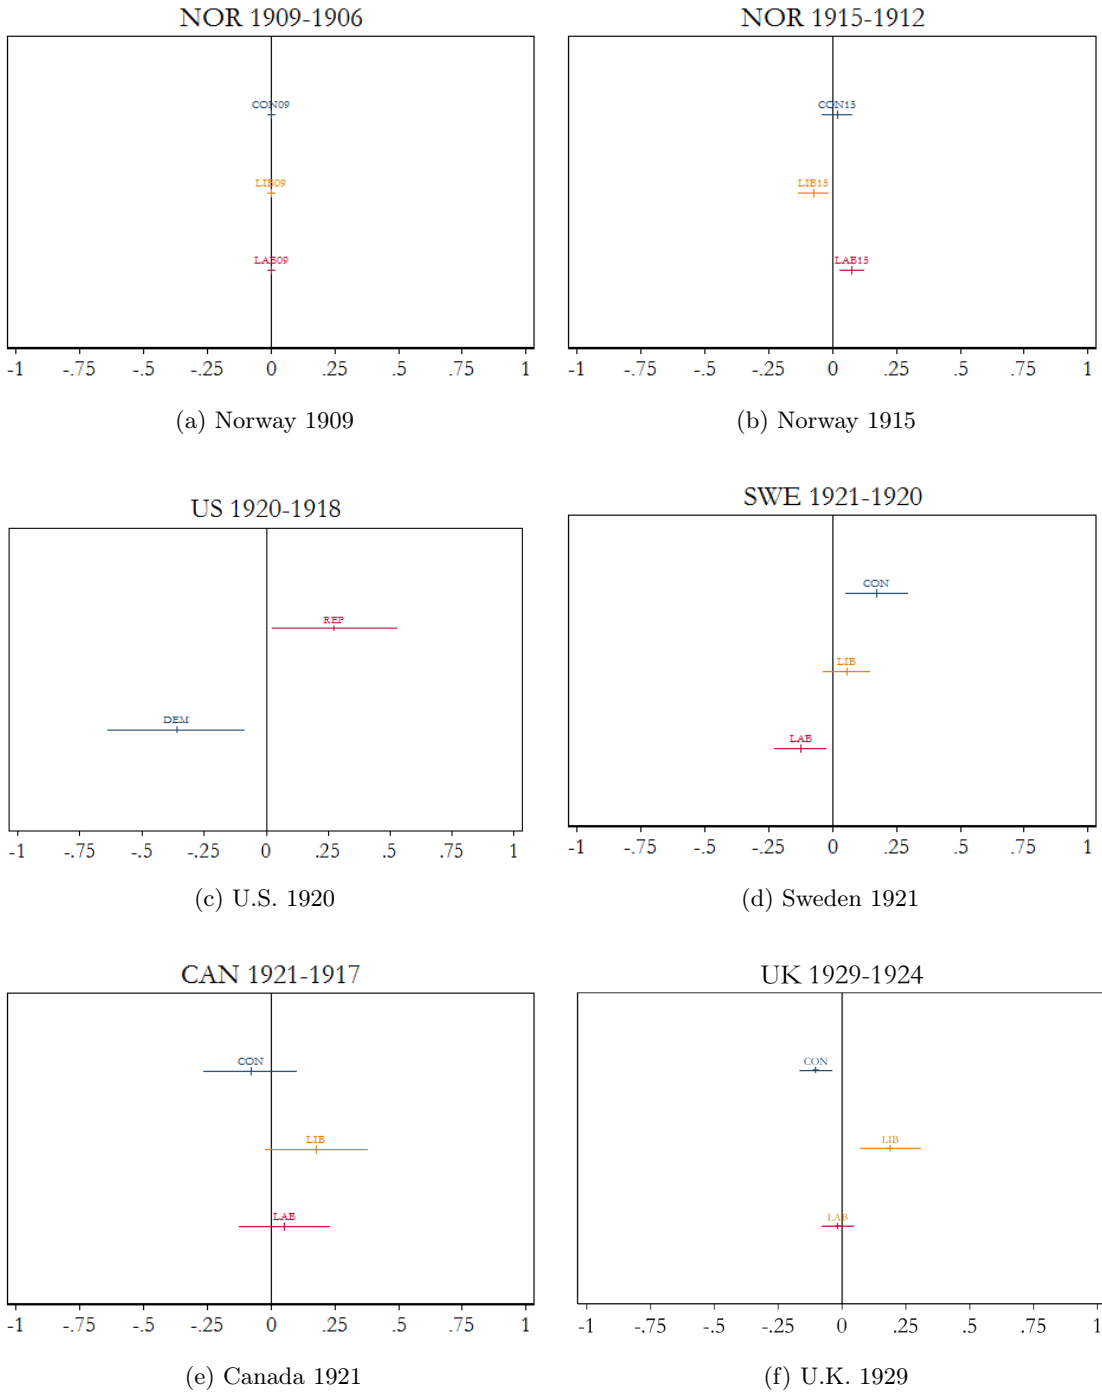 NOR 1909-1906
CON09
LIB09
LAB09
-1 -.75 -.5 -.25 0 .25 .5 .75 1
(a) Norway 1909
NOR 1915-1912
CON15
LIB15
LAB15
-1 -.75 -.5 -.25 0 .25 .5 .75 1
(b) Norway 1915
US 1920-1918
REP
DEM
-1 -.75 -.5 -.25 0 .25 .5 .75 1
(c) U.S. 1920
SWE 1921-1920
CON
LIB
LAB
-1 -.75 -.5 -.25 0 .25 .5 .75 1
(d) Sweden 1921
CAN 1921-1917
CON
LIB
LAB
-1 -.75 -.5 -.25 0 .25 .5 .75 1
(e) Canada 1921
UK 1929-1924
CON
LIB
LAB
-1 -.75 -.5 -.25 0 .25 .5 .75 1
(f) U.K. 1929